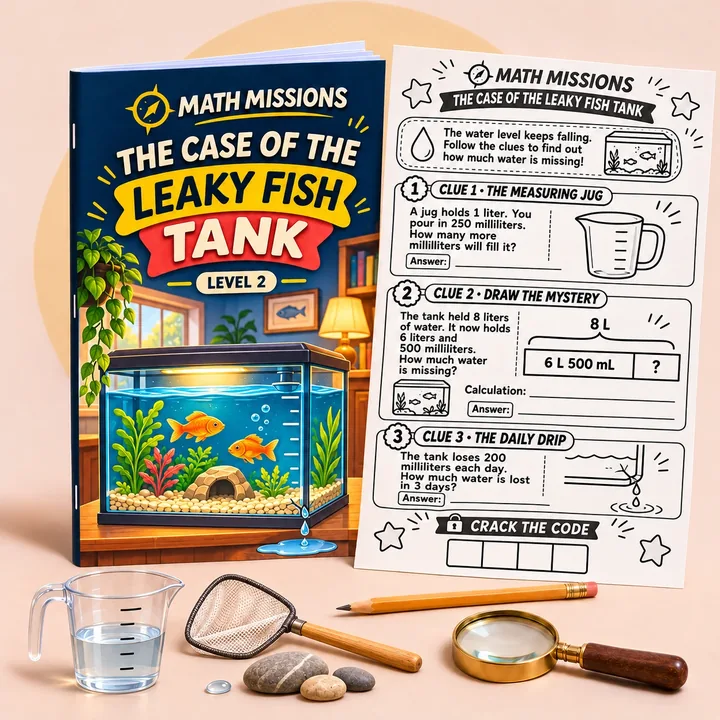 MATH MISSIONS
THE CASE OF THE
LEAKY FISH
TANK
LEVEL 2
MATH MISSIONS
THE CASE OF THE LEAKY FISH TANK
The water level keeps falling.
Follow the clues to find out
how much water is missing!
1 CLUE 1 • THE MEASURING JUG
A jug holds 1 liter. You
pour in 250 milliliters.
How many more
milliliters will fill it?
Answer:
2 CLUE 2 • DRAW THE MYSTERY
The tank held 8 liters
of water. It now holds
6 liters and
500 milliliters.
How much water
is missing?
8 L
6 L 500 mL ?
Calculation:
Answer:
3 CLUE 3 • THE DAILY DRIP
The tank loses 200
milliliters each day.
How much water is lost
in 3 days?
Answer:
CRACK THE CODE